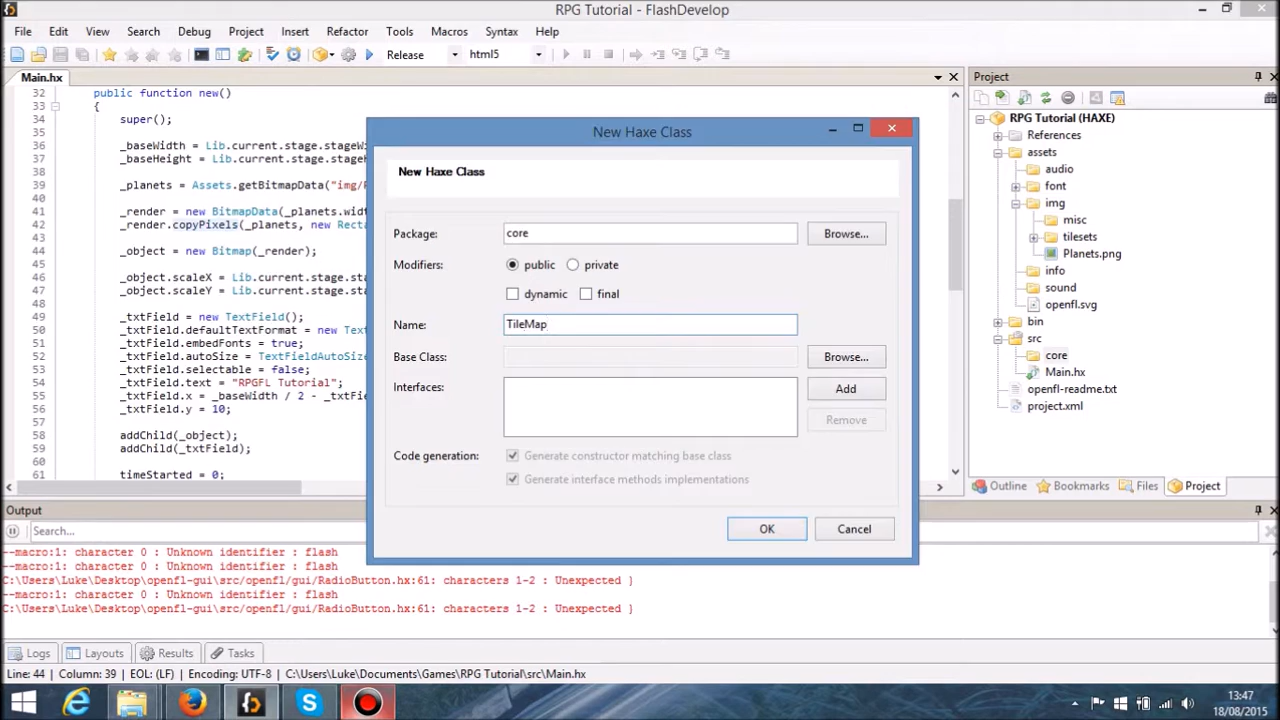 RPG Tutorial - FlashDevelop
File Edit View Search Debug Project Insert Refactor Tools Macros Syntax Help
Release html5
Main.hx
32 public function new()
33 {
34 super();
35
36 _baseWidth = Lib.current.stage.stageW
37 _baseHeight = Lib.current.stage.stageH
38
39 _planets = Assets.getBitmapData("img/
40
41 _render = new BitmapData(_planets.widt
42 _render.copyPixels(_planets, new Recta
43
44 _object = new Bitmap(_render);
45
46 _object.scaleX = Lib.current.stage.st
47 _object.scaleY = Lib.current.stage.st
48
49 _txtField = new TextField();
50 _txtField.defaultTextFormat = new Text
51 _txtField.embedFonts = true;
52 _txtField.autoSize = TextFieldAutoSize
53 _txtField.selectable = false;
54 _txtField.text = "RPGFL Tutorial";
55 _txtField.x = _baseWidth / 2 - _txtFie
56 _txtField.y = 10;
57
58 addChild(_object);
59 addChild(_txtField);
60
61 timeStarted = 0;
New Haxe Class
New Haxe Class
Package: core Browse...
Modifiers: public private
dynamic final
Name: TileMap
Base Class: Browse...
Interfaces: Add
Remove
Code generation: Generate constructor matching base class
Generate interface methods implementations
OK Cancel
Project
RPG Tutorial (HAXE)
References
assets
audio
font
img
misc
tilesets
Planets.png
info
sound
openfl.svg
bin
src
core
Main.hx
openfl-readme.txt
project.xml
Outline Bookmarks Files Project
Output
Search...
--macro:1: character 0 : Unknown identifier : flash
--macro:1: character 0 : Unknown identifier : flash
C:\Users\Luke\Desktop\openfl-gui\src/openfl/gui/RadioButton.hx:61: characters 1-2 : Unexpected }
--macro:1: character 0 : Unknown identifier : flash
C:\Users\Luke\Desktop\openfl-gui\src/openfl/gui/RadioButton.hx:61: characters 1-2 : Unexpected }
Logs Layouts Results Tasks
Line: 44 Column: 39 EOL: (LF) Encoding: UTF-8 C:\Users\Luke\Documents\Games\RPG Tutorial\src\Main.hx
13:47
18/08/2015